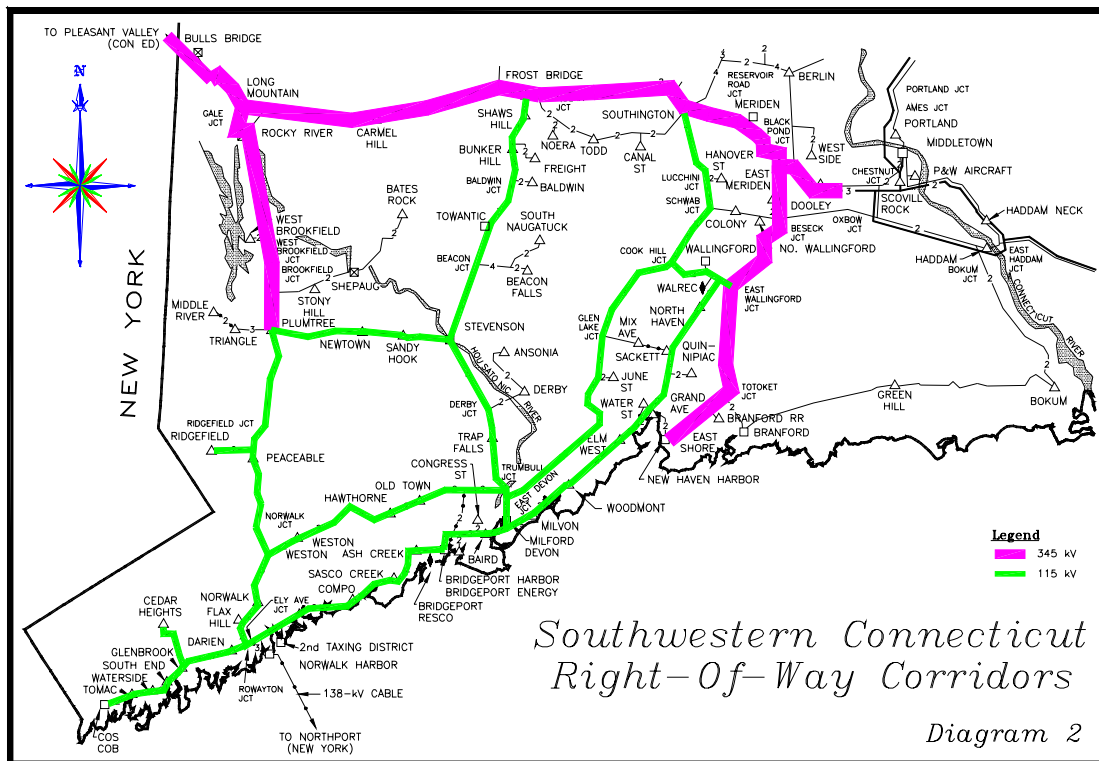 TO PLEASANT VALLEY
(CON ED)
BULLS BRIDGE
N
LONG
MOUNTAIN
GALE
JCT
ROCKY RIVER
CARMEL
HILL
FROST BRIDGE
JCT
SHAWS
HILL
NOERA
TODD
BUNKER
HILL
FREIGHT
BALDWIN
JCT
BALDWIN
SOUTHINGTON
CANAL
ST
RESERVOIR
ROAD
JCT
BERLIN
MERIDEN
BLACK
POND
JCT
WEST
SIDE
HANOVER
ST
EAST
MERIDEN
LUCCHINI
JCT
SCHWAB
JCT
COLONY
DOOLEY
BESECK
JCT
NO. WALLINGFORD
WALLINGFORD
COOK HILL
JCT
WALREC
EAST
WALLINGFORD
JCT
PORTLAND JCT
AMES JCT
PORTLAND
MIDDLETOWN
CHESTNUT
JCT
P&W AIRCRAFT
SCOVILL
ROCK
OXBOW
JCT
HADDAM NECK
HADDAM
EAST
HADDAM
JCT
BOKUM
JCT
CONNECTICUT
RIVER
BATES
ROCK
WEST
BROOKFIELD
WEST
BROOKFIELD
JCT
BROOKFIELD
JCT
SHEPAUG
STONY
HILL
MIDDLE
RIVER
TRIANGLE
PLUMTREE
NEWTOWN
SANDY
HOOK
STEVENSON
TOWANTIC
SOUTH
NAUGATUCK
BEACON
JCT
BEACON
FALLS
HOUSATONIC
RIVER
ANSONIA
DERBY
DERBY
JCT
TRAP
FALLS
GLEN
LAKE
JCT
MIX
AVE
SACKETT
NORTH
HAVEN
QUIN-
NIPIAC
JUNE
ST
WATER
ST
GRAND
AVE
ELM
WEST
TOTOKET
JCT
BRANFORD RR
BRANFORD
EAST
SHORE
NEW HAVEN HARBOR
GREEN
HILL
BOKUM
NEW YORK
RIDGEFIELD JCT
RIDGEFIELD
PEACEABLE
CONGRESS
ST
TRUMBULL
JCT
EAST DEVON
JCT
OLD TOWN
HAWTHORNE
NORWALK
JCT
WESTON
WESTON
ASH CREEK
WOODMONT
MILVON
MILFORD
DEVON
BAIRD
BRIDGEPORT HARBOR
BRIDGEPORT ENERGY
BRIDGEPORT
RESCO
SASCO CREEK
COMPO
ELY AVE
JCT
NORWALK
FLAX
HILL
CEDAR
HEIGHTS
DARIEN
GLENBROOK
SOUTH END
WATERSIDE
TOMAC
COS
COB
ROWAYTON
JCT
2nd TAXING DISTRICT
NORWALK HARBOR
138-kV CABLE
TO NORTHPORT
(NEW YORK)
Legend
345 kV
115 kV
Southwestern Connecticut
Right-Of-Way Corridors
Diagram 2